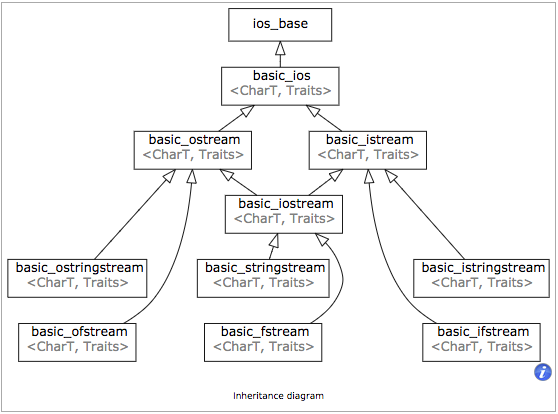 ios_base
basic_ios
<CharT, Traits>
basic_ostream
<CharT, Traits>
basic_istream
<CharT, Traits>
basic_iostream
<CharT, Traits>
basic_ostringstream
<CharT, Traits>
basic_stringstream
<CharT, Traits>
basic_istringstream
<CharT, Traits>
basic_ofstream
<CharT, Traits>
basic_fstream
<CharT, Traits>
basic_ifstream
<CharT, Traits>
i
Inheritance diagram